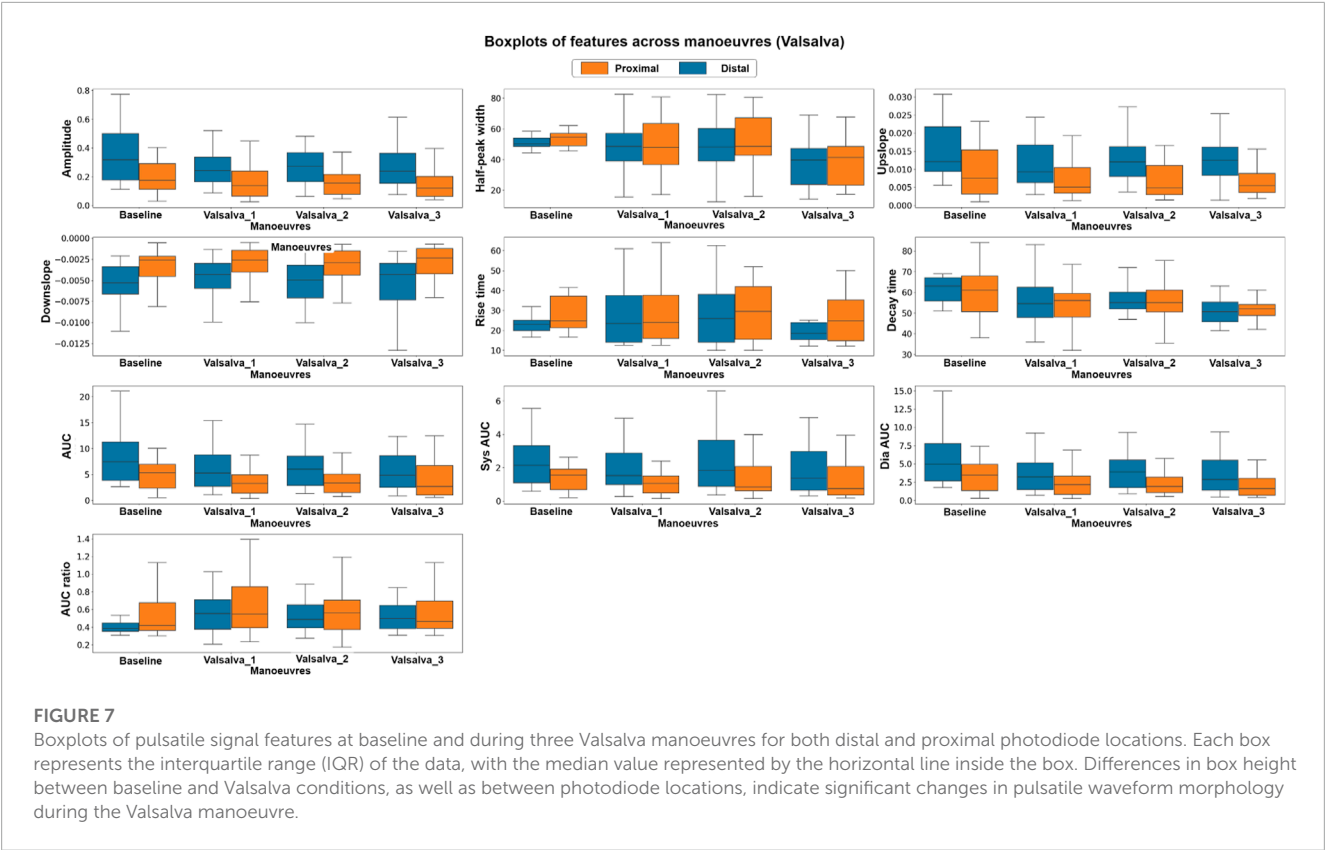 Boxplots of features across manoeuvres (Valsalva)
Proximal Distal
Amplitude
0.8
0.6
0.4
0.2
0.0
Baseline Valsalva_1 Valsalva_2 Valsalva_3
Manoeuvres
Half-peak width
80
60
40
20
Baseline Valsalva_1 Valsalva_2 Valsalva_3
Manoeuvres
Upslope
0.030
0.025
0.020
0.015
0.010
0.005
0.000
Baseline Valsalva_1 Valsalva_2 Valsalva_3
Manoeuvres
Downslope
0.0000
−0.0025
−0.0050
−0.0075
−0.0100
−0.0125
Manoeuvres
Baseline Valsalva_1 Valsalva_2 Valsalva_3
Manoeuvres
Rise time
60
50
40
30
20
10
Baseline Valsalva_1 Valsalva_2 Valsalva_3
Manoeuvres
Decay time
80
70
60
50
40
30
Baseline Valsalva_1 Valsalva_2 Valsalva_3
Manoeuvres
AUC
20
15
10
5
0
Baseline Valsalva_1 Valsalva_2 Valsalva_3
Manoeuvres
Sys AUC
6
4
2
0
Baseline Valsalva_1 Valsalva_2 Valsalva_3
Manoeuvres
Dia AUC
15.0
12.5
10.0
7.5
5.0
2.5
0.0
Baseline Valsalva_1 Valsalva_2 Valsalva_3
Manoeuvres
AUC ratio
1.4
1.2
1.0
0.8
0.6
0.4
0.2
Baseline Valsalva_1 Valsalva_2 Valsalva_3
Manoeuvres
FIGURE 7
Boxplots of pulsatile signal features at baseline and during three Valsalva manoeuvres for both distal and proximal photodiode locations. Each box
represents the interquartile range (IQR) of the data, with the median value represented by the horizontal line inside the box. Differences in box height
between baseline and Valsalva conditions, as well as between photodiode locations, indicate significant changes in pulsatile waveform morphology
during the Valsalva manoeuvre.